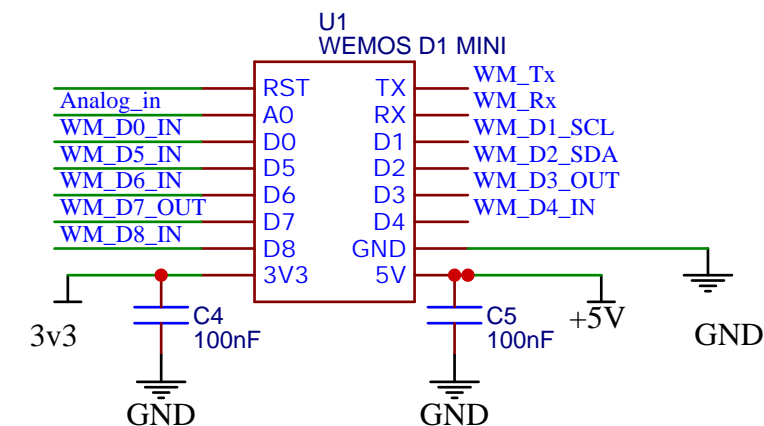 U1
WEMOS D1 MINI
RST TX WM_Tx
Analog_in A0 RX WM_Rx
WM_D0_IN D0 D1 WM_D1_SCL
WM_D5_IN D5 D2 WM_D2_SDA
WM_D6_IN D6 D3 WM_D3_OUT
WM_D7_OUT D7 D4 WM_D4_IN
WM_D8_IN D8 GND
3V3 5V
3v3
C4
100nF
C5
100nF
+5V
GND
GND
GND